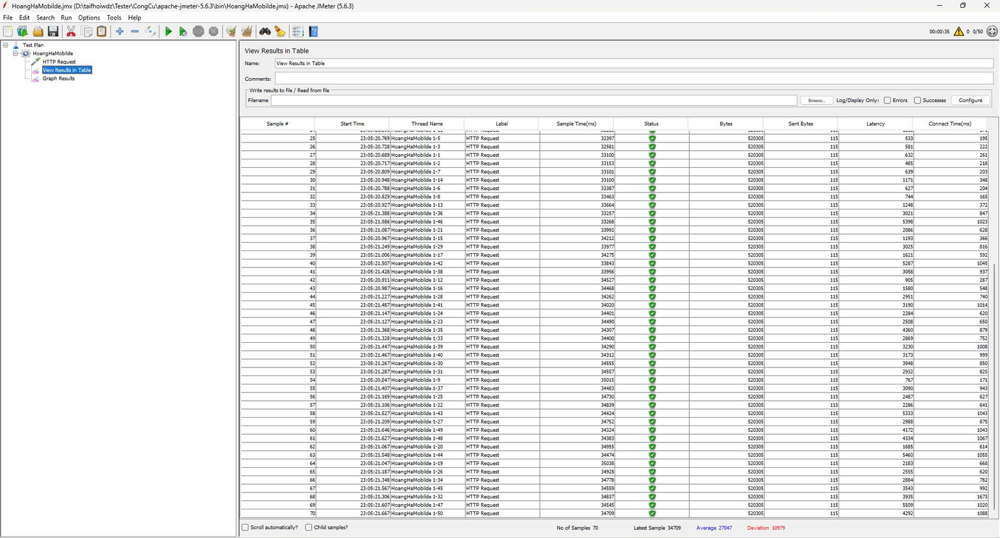 HoangHaMobilde.jmx (D:\taifhoiwdz\Tester\CongCu\apache-jmeter-5.6.3\bin\HoangHaMobilde.jmx) - Apache JMeter (5.6.3)
File Edit Search Run Options Tools Help
00:00:35 0 0/50
Test Plan
HoangHaMobilde
HTTP Request
View Results in Table
Graph Results
View Results in Table
Name: View Results in Table
Comments:
Write results to file / Read from file
Filename Browse... Log/Display Only: Errors Successes Configure
Sample # Start Time Thread Name Label Sample Time(ms) Status Bytes Sent Bytes Latency Connect Time(ms)
25 23:05:20.769 HoangHaMobilde 1-5 HTTP Request 32397 520305 115 533 195
26 23:05:20.728 HoangHaMobilde 1-3 HTTP Request 32581 520305 115 581 222
27 23:05:20.689 HoangHaMobilde 1-1 HTTP Request 33100 520305 115 632 261
28 23:05:20.717 HoangHaMobilde 1-2 HTTP Request 33153 520305 115 485 218
29 23:05:20.809 HoangHaMobilde 1-7 HTTP Request 33101 520305 115 639 203
30 23:05:20.948 HoangHaMobilde 1-14 HTTP Request 33100 520305 115 1171 348
31 23:05:20.788 HoangHaMobilde 1-6 HTTP Request 33387 520305 115 627 204
32 23:05:20.829 HoangHaMobilde 1-8 HTTP Request 33463 520305 115 744 165
33 23:05:20.927 HoangHaMobilde 1-13 HTTP Request 33664 520305 115 1248 372
34 23:05:21.388 HoangHaMobilde 1-36 HTTP Request 33257 520305 115 3021 847
35 23:05:21.586 HoangHaMobilde 1-46 HTTP Request 33268 520305 115 5398 1023
36 23:05:21.087 HoangHaMobilde 1-21 HTTP Request 33992 520305 115 2086 628
37 23:05:20.967 HoangHaMobilde 1-15 HTTP Request 34212 520305 115 1193 366
38 23:05:21.249 HoangHaMobilde 1-29 HTTP Request 33977 520305 115 3025 816
39 23:05:21.006 HoangHaMobilde 1-17 HTTP Request 34275 520305 115 1621 592
40 23:05:21.507 HoangHaMobilde 1-42 HTTP Request 33843 520305 115 5287 1045
41 23:05:21.428 HoangHaMobilde 1-38 HTTP Request 33956 520305 115 3058 937
42 23:05:20.911 HoangHaMobilde 1-12 HTTP Request 34527 520305 115 905 287
43 23:05:20.987 HoangHaMobilde 1-16 HTTP Request 34468 520305 115 1580 548
44 23:05:21.227 HoangHaMobilde 1-28 HTTP Request 34262 520305 115 2951 740
45 23:05:21.487 HoangHaMobilde 1-41 HTTP Request 34020 520305 115 3190 1014
46 23:05:21.147 HoangHaMobilde 1-24 HTTP Request 34401 520305 115 2284 620
47 23:05:21.127 HoangHaMobilde 1-23 HTTP Request 34490 520305 115 2508 650
48 23:05:21.368 HoangHaMobilde 1-35 HTTP Request 34307 520305 115 4360 879
49 23:05:21.328 HoangHaMobilde 1-33 HTTP Request 34400 520305 115 2869 752
50 23:05:21.447 HoangHaMobilde 1-39 HTTP Request 34290 520305 115 3230 1008
51 23:05:21.467 HoangHaMobilde 1-40 HTTP Request 34312 520305 115 3173 999
52 23:05:21.267 HoangHaMobilde 1-30 HTTP Request 34555 520305 115 3948 850
53 23:05:21.287 HoangHaMobilde 1-31 HTTP Request 34557 520305 115 2932 825
54 23:05:20.847 HoangHaMobilde 1-9 HTTP Request 35015 520305 115 767 171
55 23:05:21.407 HoangHaMobilde 1-37 HTTP Request 34483 520305 115 3090 943
56 23:05:21.169 HoangHaMobilde 1-25 HTTP Request 34730 520305 115 2487 627
57 23:05:21.106 HoangHaMobilde 1-22 HTTP Request 34839 520305 115 2286 641
58 23:05:21.527 HoangHaMobilde 1-43 HTTP Request 34424 520305 115 5333 1043
59 23:05:21.209 HoangHaMobilde 1-27 HTTP Request 34752 520305 115 2988 875
60 23:05:21.646 HoangHaMobilde 1-49 HTTP Request 34324 520305 115 4172 1043
61 23:05:21.627 HoangHaMobilde 1-48 HTTP Request 34383 520305 115 4334 1067
62 23:05:21.067 HoangHaMobilde 1-20 HTTP Request 34955 520305 115 1685 614
63 23:05:21.548 HoangHaMobilde 1-44 HTTP Request 34474 520305 115 5460 1055
64 23:05:21.047 HoangHaMobilde 1-19 HTTP Request 35038 520305 115 2183 668
65 23:05:21.187 HoangHaMobilde 1-26 HTTP Request 34928 520305 115 2555 620
66 23:05:21.348 HoangHaMobilde 1-34 HTTP Request 34778 520305 115 2884 782
67 23:05:21.567 HoangHaMobilde 1-45 HTTP Request 34559 520305 115 3543 992
68 23:05:21.306 HoangHaMobilde 1-32 HTTP Request 34837 520305 115 3935 1673
69 23:05:21.607 HoangHaMobilde 1-47 HTTP Request 34545 520305 115 5509 1020
70 23:05:21.667 HoangHaMobilde 1-50 HTTP Request 34709 520305 115 4292 1088
Scroll automatically? Child samples? No of Samples 70 Latest Sample 34709 Average 27047 Deviation 10979